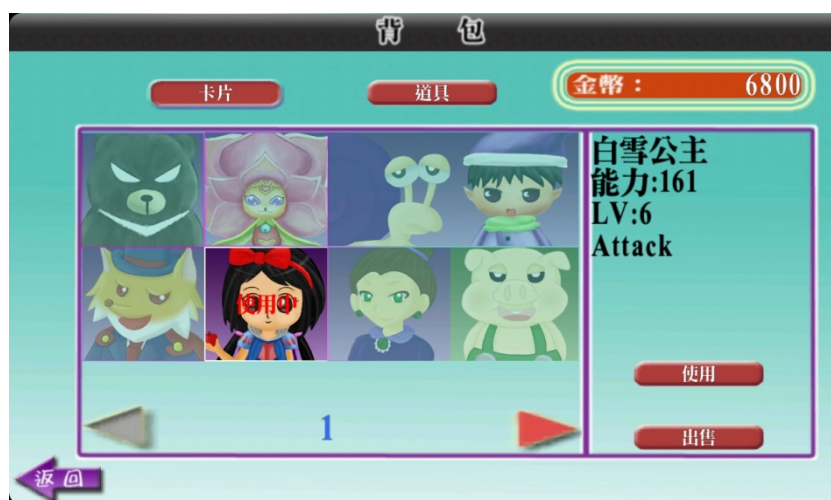 背 包
卡片
道具
金幣： 6800
白雪公主
能力:161
LV:6
Attack
使用中
使用
1
出售
返回